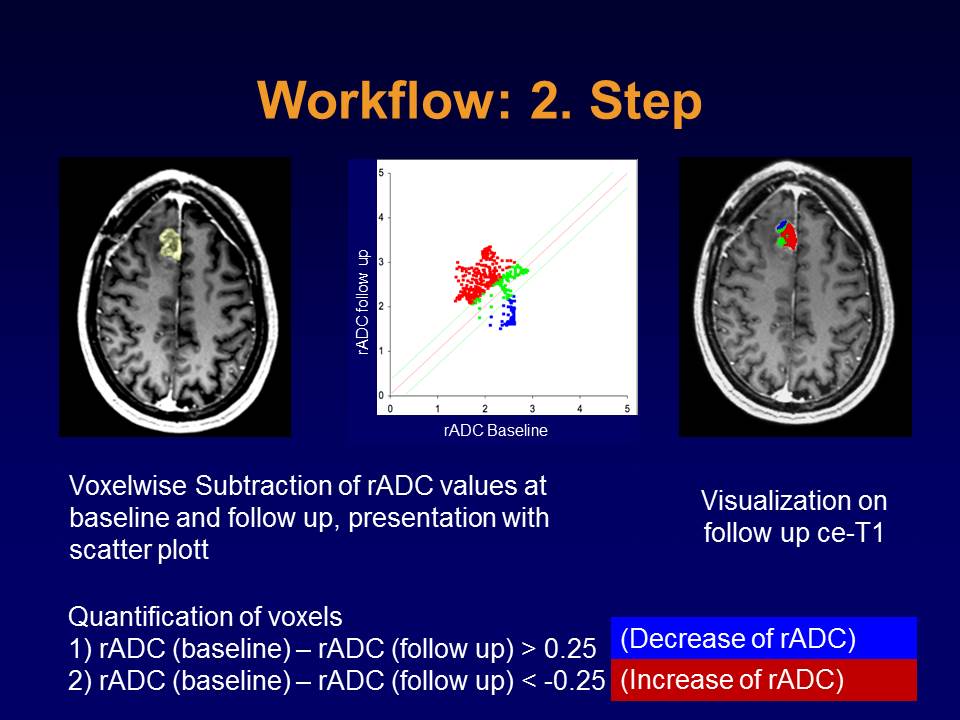 Workflow: 2. Step
5
4
3
2
1
0
rADC follow up
0 1 2 3 4 5
rADC Baseline
Voxelwise Subtraction of rADC values at
baseline and follow up, presentation with
scatter plott
Visualization on
follow up ce-T1
Quantification of voxels
1) rADC (baseline) – rADC (follow up) > 0.25
(Decrease of rADC)
2) rADC (baseline) – rADC (follow up) < -0.25
(Increase of rADC)